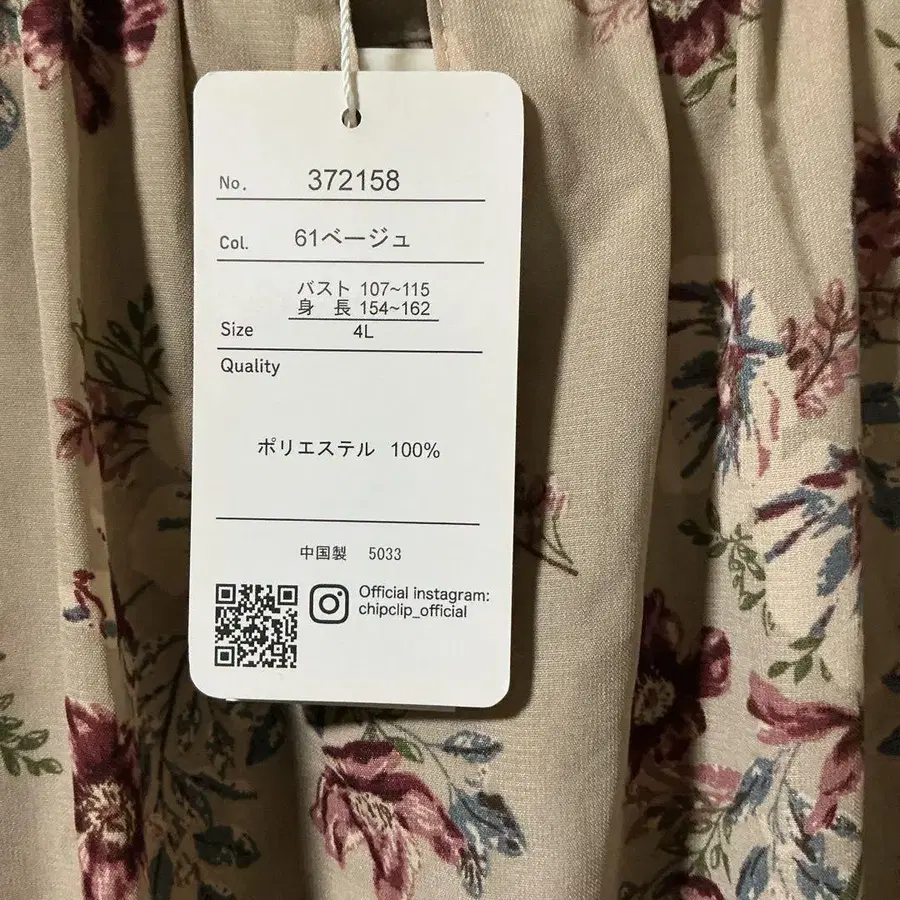 No. 372158
Col. 61ベージュ
バスト 107~115
身 長 154~162
Size 4L
Quality
ポリエステル 100%
中国製 5033
Official instagram:
chipclip_official